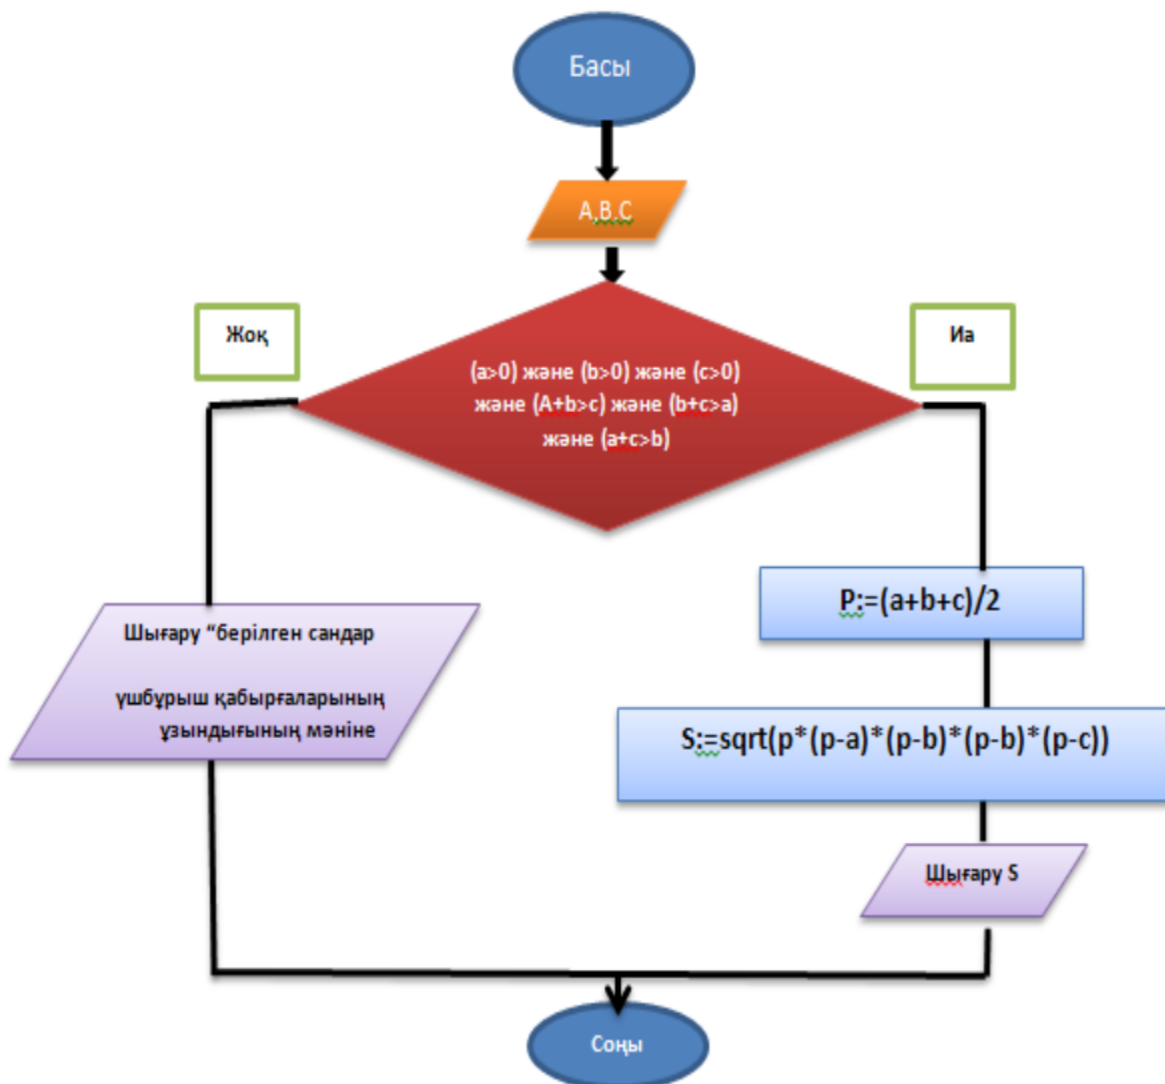 Басы
A,B,C
Жоқ
Иа
(a>0) және (b>0) және (c>0)
және (A+b>c) және (b+c>a)
және (a+c>b)
P:=(a+b+c)/2
Шығару “берілген сандар
үшбұрыш қабырғаларының
ұзындығының мәніне
S:=sqrt(p*(p-a)*(p-b)*(p-b)*(p-c))
Шығару S
Соңы